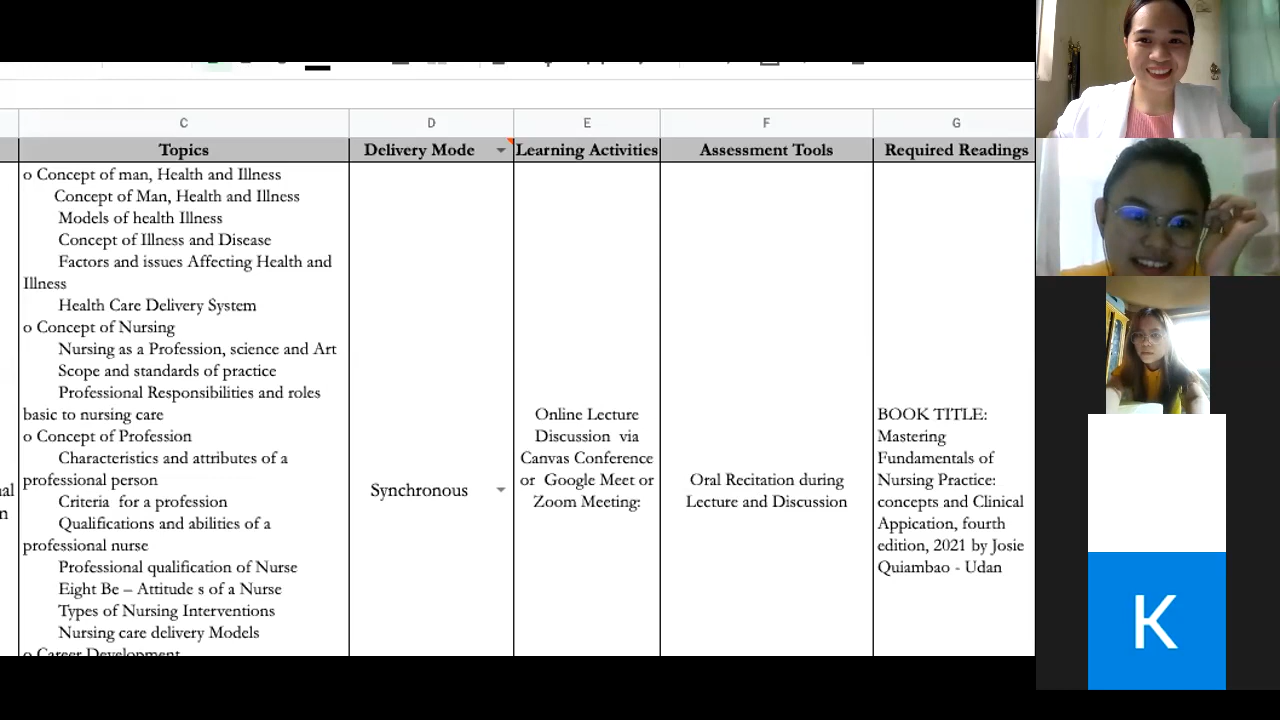 C
D
E
F
G
Topics
Delivery Mode
Learning Activities
Assessment Tools
Required Readings
o Concept of man, Health and Illness
Concept of Man, Health and Illness
Models of health Illness
Concept of Illness and Disease
Factors and issues Affecting Health and
Illness
Health Care Delivery System
o Concept of Nursing
Nursing as a Profession, science and Art
Scope and standards of practice
Professional Responsibilities and roles
basic to nursing care
o Concept of Profession
Characteristics and attributes of a
professional person
Criteria for a profession
Qualifications and abilities of a
professional nurse
Professional qualification of Nurse
Eight Be – Attitude s of a Nurse
Types of Nursing Interventions
Nursing care delivery Models
o Career Development
Synchronous
Online Lecture
Discussion via
Canvas Conference
or Google Meet or
Zoom Meeting:
Oral Recitation during
Lecture and Discussion
BOOK TITLE:
Mastering
Fundamentals of
Nursing Practice:
concepts and Clinical
Appication, fourth
edition, 2021 by Josie
Quiambao - Udan
K